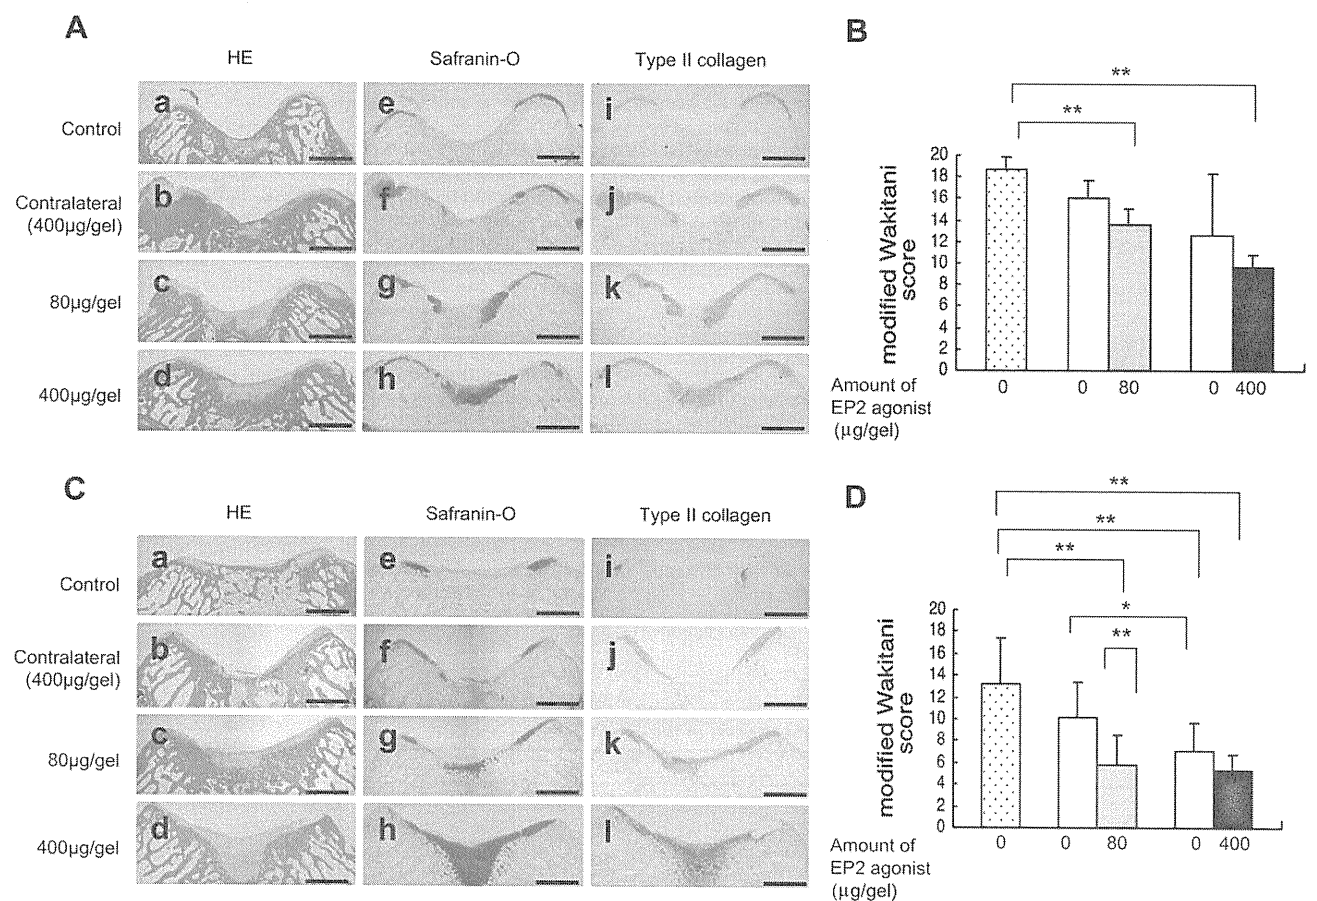 A
HE
Safranin-O
Type II collagen
Control
a
e
i
Contralateral
(400µg/gel)
b
f
j
80µg/gel
c
g
k
400µg/gel
d
h
l
B
**
**
modified Wakitani
score
20
18
16
14
12
10
8
6
4
2
0
Amount of
EP2 agonist
(µg/gel)
0
0
80
0
400
C
HE
Safranin-O
Type II collagen
Control
a
e
i
Contralateral
(400µg/gel)
b
f
j
80µg/gel
c
g
k
400µg/gel
d
h
l
D
**
**
**
*
**
modified Wakitani
score
20
18
16
14
12
10
8
6
4
2
0
Amount of
EP2 agonist
(µg/gel)
0
0
80
0
400